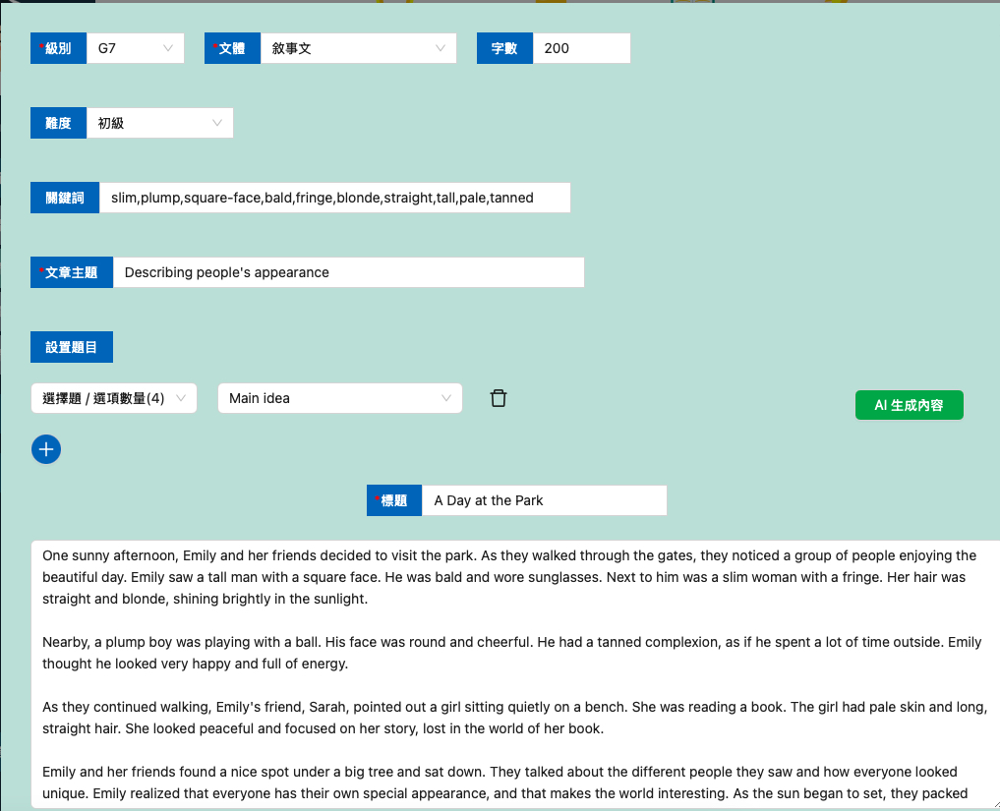 *級別 G7 *文體 敘事文 字數 200
難度 初級
關鍵詞 slim,plump,square-face,bald,fringe,blonde,straight,tall,pale,tanned
*文章主題 Describing people's appearance
設置題目
選擇題 / 選項數量(4) Main idea
AI 生成內容
*標題 A Day at the Park
One sunny afternoon, Emily and her friends decided to visit the park. As they walked through the gates, they noticed a group of people enjoying the
beautiful day. Emily saw a tall man with a square face. He was bald and wore sunglasses. Next to him was a slim woman with a fringe. Her hair was
straight and blonde, shining brightly in the sunlight.
Nearby, a plump boy was playing with a ball. His face was round and cheerful. He had a tanned complexion, as if he spent a lot of time outside. Emily
thought he looked very happy and full of energy.
As they continued walking, Emily's friend, Sarah, pointed out a girl sitting quietly on a bench. She was reading a book. The girl had pale skin and long,
straight hair. She looked peaceful and focused on her story, lost in the world of her book.
Emily and her friends found a nice spot under a big tree and sat down. They talked about the different people they saw and how everyone looked
unique. Emily realized that everyone has their own special appearance, and that makes the world interesting. As the sun began to set, they packed